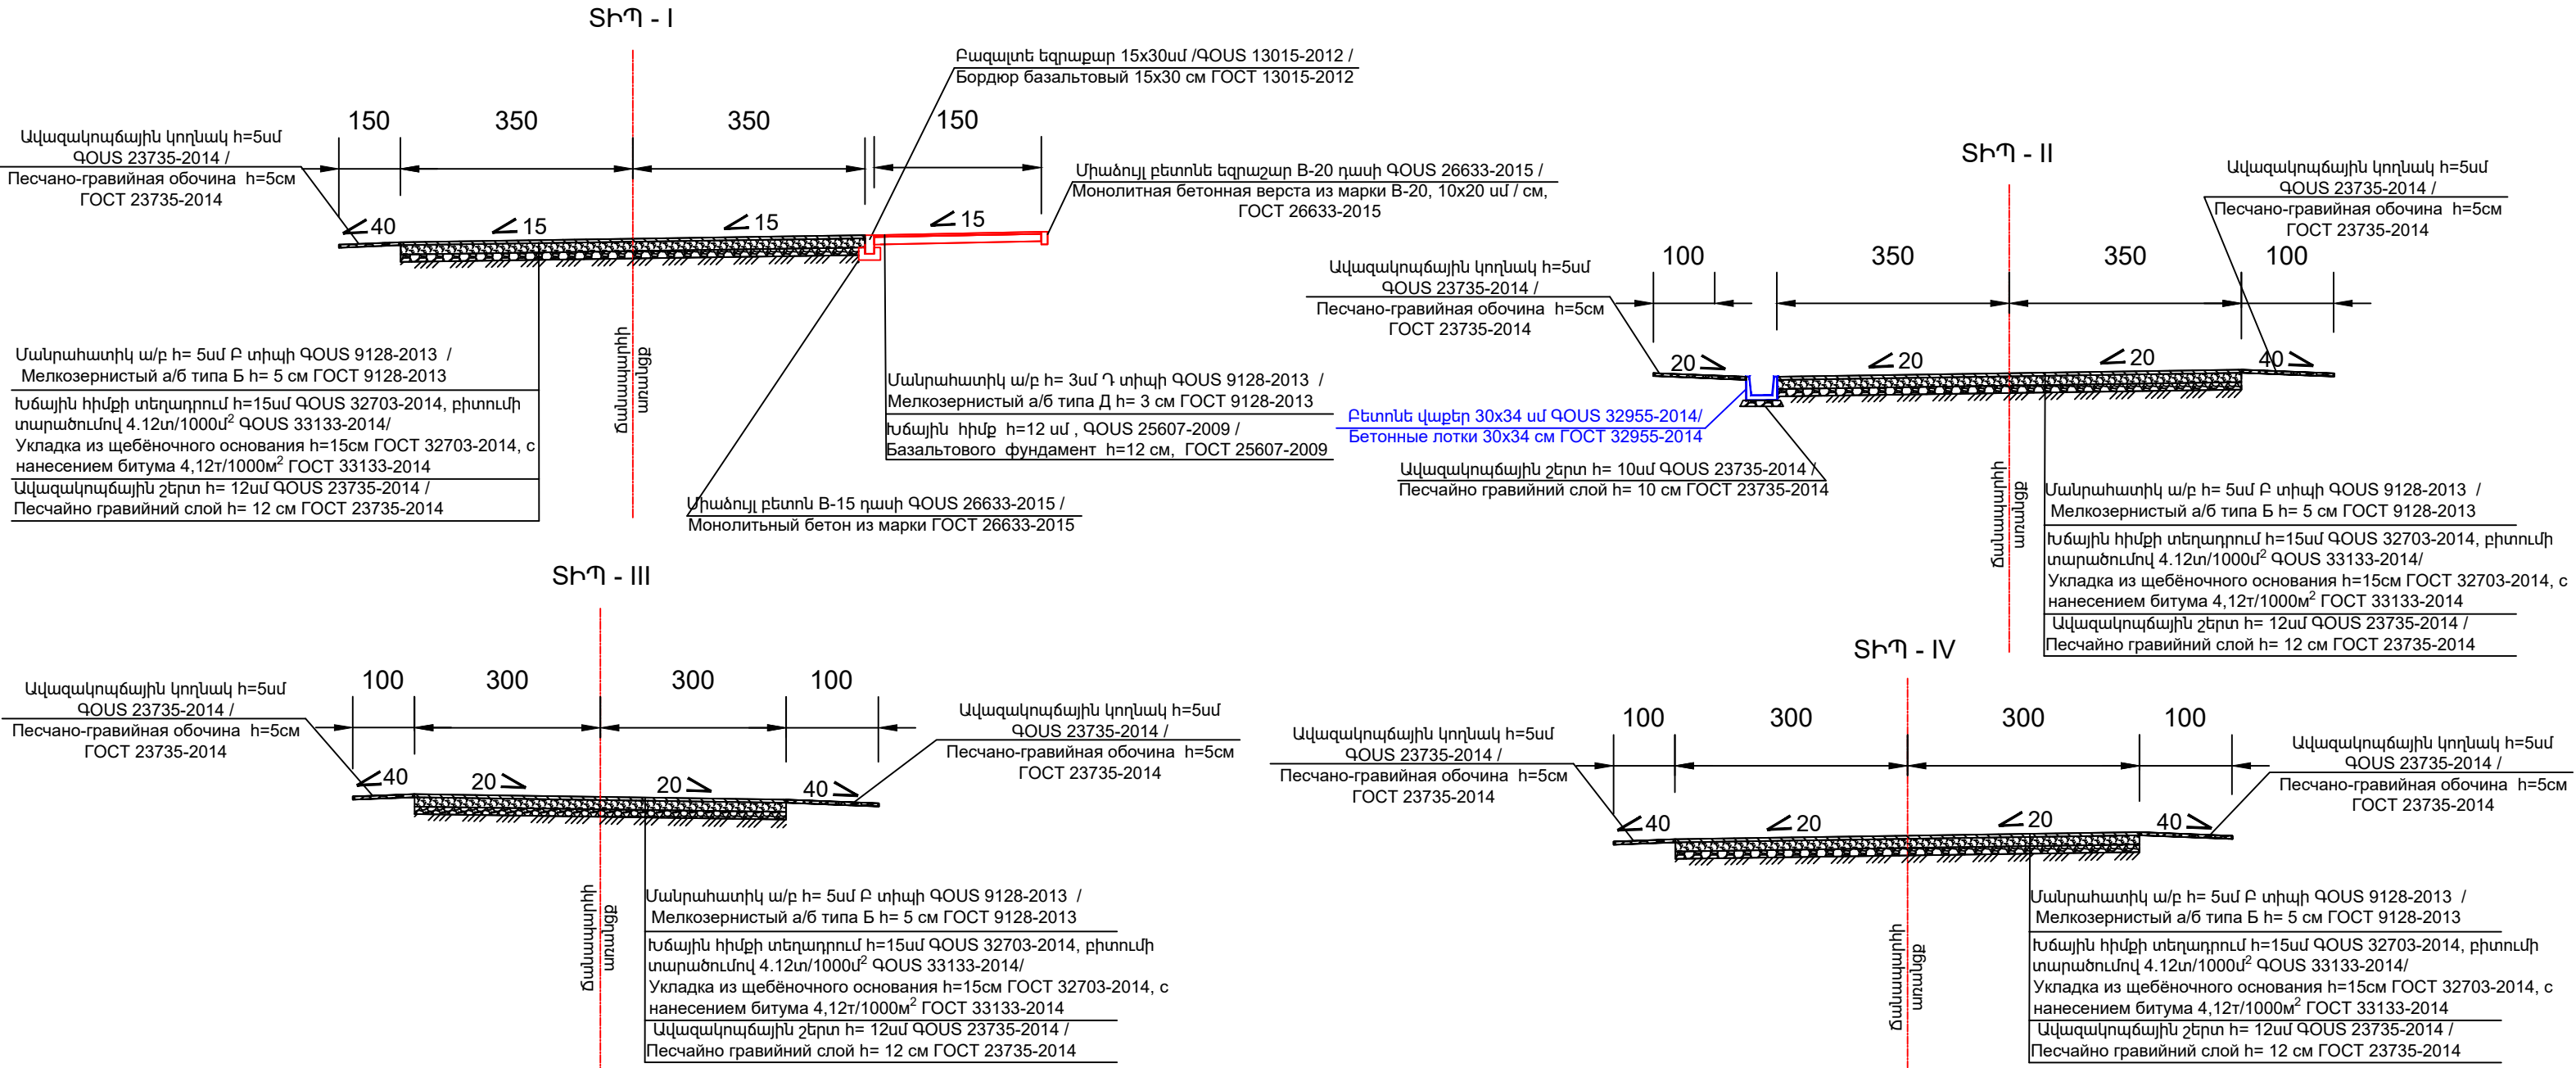 ՏԻՊ - I
Բազալտե եզրաքար 15x30սմ /ԳՕՍՏ 13015-2012 /
Бордюр базальтовый 15x30 см ГОСТ 13015-2012
150
350
350
150
Ավազակոպճային կողնակ h=5սմ
ԳՕՍՏ 23735-2014 /
Песчано-гравийная обочина h=5см
ГОСТ 23735-2014
Միաձույլ բետոնե եզրաշար B-20 դասի ԳՕՍՏ 26633-2015 /
Монолитная бетонная верста из марки B-20, 10x20 սմ / см,
ГОСТ 26633-2015
40
15
15
15
ճանապարհի
առանցք
Մանրահատիկ ա/բ h= 5սմ Բ տիպի ԳՕՍՏ 9128-2013 /
Мелкозернистый а/б типа Б h= 5 см ГОСТ 9128-2013
Խճային հիմքի տեղադրում h=15սմ ԳՕՍՏ 32703-2014, բիտումի
տարածումով 4.12տ/1000մ² ԳՕՍՏ 33133-2014/
Укладка из щебёночного основания h=15см ГОСТ 32703-2014, с
нанесением битума 4,12т/1000м² ГОСТ 33133-2014
Ավազակոպճային շերտ h= 12սմ ԳՕՍՏ 23735-2014 /
Песчайно гравийний слой h= 12 см ГОСТ 23735-2014
Մանրահատիկ ա/բ h= 3սմ Դ տիպի ԳՕՍՏ 9128-2013 /
Мелкозернистый а/б типа Д h= 3 см ГОСТ 9128-2013
Խճային հիմք h=12 սմ , ԳՕՍՏ 25607-2009 /
Базальтового фундамент h=12 см, ГОСТ 25607-2009
Միաձույլ բետոն B-15 դասի ԳՕՍՏ 26633-2015 /
Монолитьный бетон из марки ГОСТ 26633-2015
ՏԻՊ - II
Ավազակոպճային կողնակ h=5սմ
ԳՕՍՏ 23735-2014 /
Песчано-гравийная обочина h=5см
ГОСТ 23735-2014
100
350
350
100
Ավազակոպճային կողնակ h=5սմ
ԳՕՍՏ 23735-2014 /
Песчано-гравийная обочина h=5см
ГОСТ 23735-2014
20
20
20
40
Բետոնե վաքեր 30x34 սմ ԳՕՍՏ 32955-2014/
Бетонные лотки 30x34 см ГОСТ 32955-2014
Ավազակոպճային շերտ h= 10սմ ԳՕՍՏ 23735-2014 /
Песчайно гравийний слой h= 10 см ГОСТ 23735-2014
ճանապարհի
առանցք
Մանրահատիկ ա/բ h= 5սմ Բ տիպի ԳՕՍՏ 9128-2013 /
Мелкозернистый а/б типа Б h= 5 см ГОСТ 9128-2013
Խճային հիմքի տեղադրում h=15սմ ԳՕՍՏ 32703-2014, բիտումի
տարածումով 4.12տ/1000մ² ԳՕՍՏ 33133-2014/
Укладка из щебёночного основания h=15см ГОСТ 32703-2014, с
нанесением битума 4,12т/1000м² ГОСТ 33133-2014
Ավազակոպճային շերտ h= 12սմ ԳՕՍՏ 23735-2014 /
Песчайно гравийний слой h= 12 см ГОСТ 23735-2014
ՏԻՊ - III
100
300
300
100
Ավազակոպճային կողնակ h=5սմ
ԳՕՍՏ 23735-2014 /
Песчано-гравийная обочина h=5см
ГОСТ 23735-2014
Ավազակոպճային կողնակ h=5սմ
ԳՕՍՏ 23735-2014 /
Песчано-гравийная обочина h=5см
ГОСТ 23735-2014
40
20
20
40
ճանապարհի
առանցք
Մանրահատիկ ա/բ h= 5սմ Բ տիպի ԳՕՍՏ 9128-2013 /
Мелкозернистый а/б типа Б h= 5 см ГОСТ 9128-2013
Խճային հիմքի տեղադրում h=15սմ ԳՕՍՏ 32703-2014, բիտումի
տարածումով 4.12տ/1000մ² ԳՕՍՏ 33133-2014/
Укладка из щебёночного основания h=15см ГОСТ 32703-2014, с
нанесением битума 4,12т/1000м² ГОСТ 33133-2014
Ավազակոպճային շերտ h= 12սմ ԳՕՍՏ 23735-2014 /
Песчайно гравийний слой h= 12 см ГОСТ 23735-2014
ՏԻՊ - IV
100
300
300
100
Ավազակոպճային կողնակ h=5սմ
ԳՕՍՏ 23735-2014 /
Песчано-гравийная обочина h=5см
ГОСТ 23735-2014
Ավազակոպճային կողնակ h=5սմ
ԳՕՍՏ 23735-2014 /
Песчано-гравийная обочина h=5см
ГОСТ 23735-2014
40
20
20
40
ճանապարհի
առանցք
Մանրահատիկ ա/բ h= 5սմ Բ տիպի ԳՕՍՏ 9128-2013 /
Мелкозернистый а/б типа Б h= 5 см ГОСТ 9128-2013
Խճային հիմքի տեղադրում h=15սմ ԳՕՍՏ 32703-2014, բիտումի
տարածումով 4.12տ/1000մ² ԳՕՍՏ 33133-2014/
Укладка из щебёночного основания h=15см ГОСТ 32703-2014, с
нанесением битума 4,12т/1000м² ГОСТ 33133-2014
Ավազակոպճային շերտ h= 12սմ ԳՕՍՏ 23735-2014 /
Песчайно гравийний слой h= 12 см ГОСТ 23735-2014